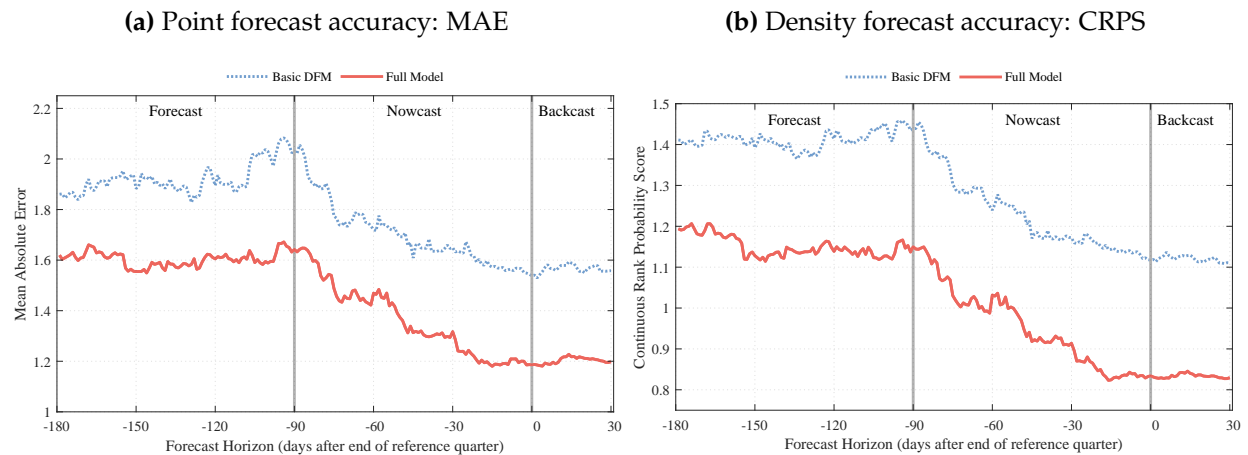 (a) Point forecast accuracy: MAE
Basic DFM Full Model
2.2
2
1.8
1.6
1.4
1.2
1
Mean Absolute Error
Forecast Nowcast Backcast
-180 -150 -120 -90 -60 -30 0 30
Forecast Horizon (days after end of reference quarter)
(b) Density forecast accuracy: CRPS
Basic DFM Full Model
1.5
1.4
1.3
1.2
1.1
1
0.9
0.8
Continuous Rank Probability Score
Forecast Nowcast Backcast
-180 -150 -120 -90 -60 -30 0 30
Forecast Horizon (days after end of reference quarter)